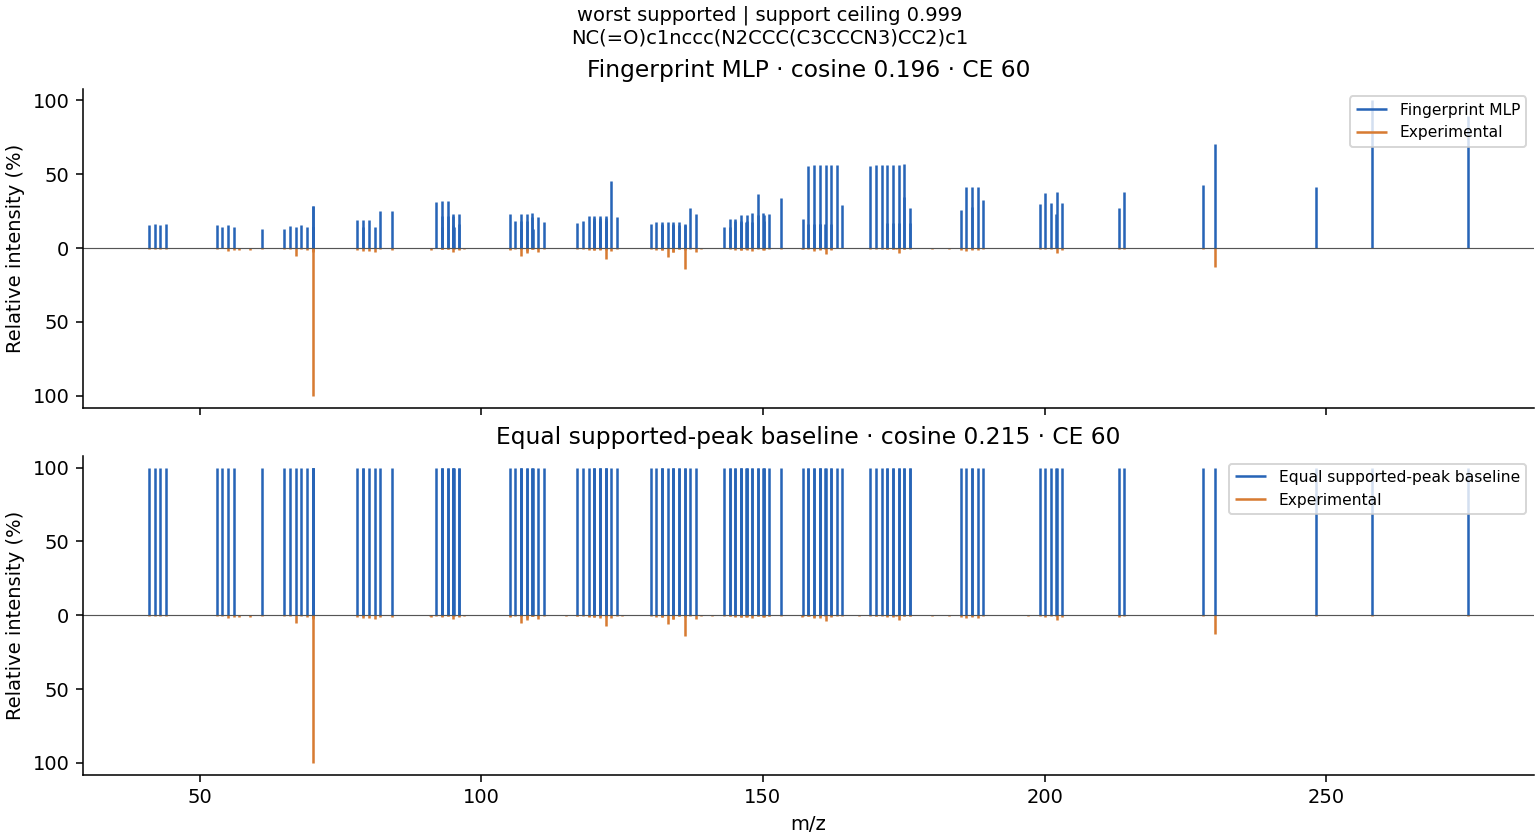 worst supported | support ceiling 0.999
NC(=O)c1nccc(N2CCC(C3CCCN3)CC2)c1
Fingerprint MLP · cosine 0.196 · CE 60
Relative intensity (%)
100
50
0
50
100
Fingerprint MLP
Experimental
Equal supported-peak baseline · cosine 0.215 · CE 60
Relative intensity (%)
100
50
0
50
100
Equal supported-peak baseline
Experimental
50
100
150
200
250
m/z